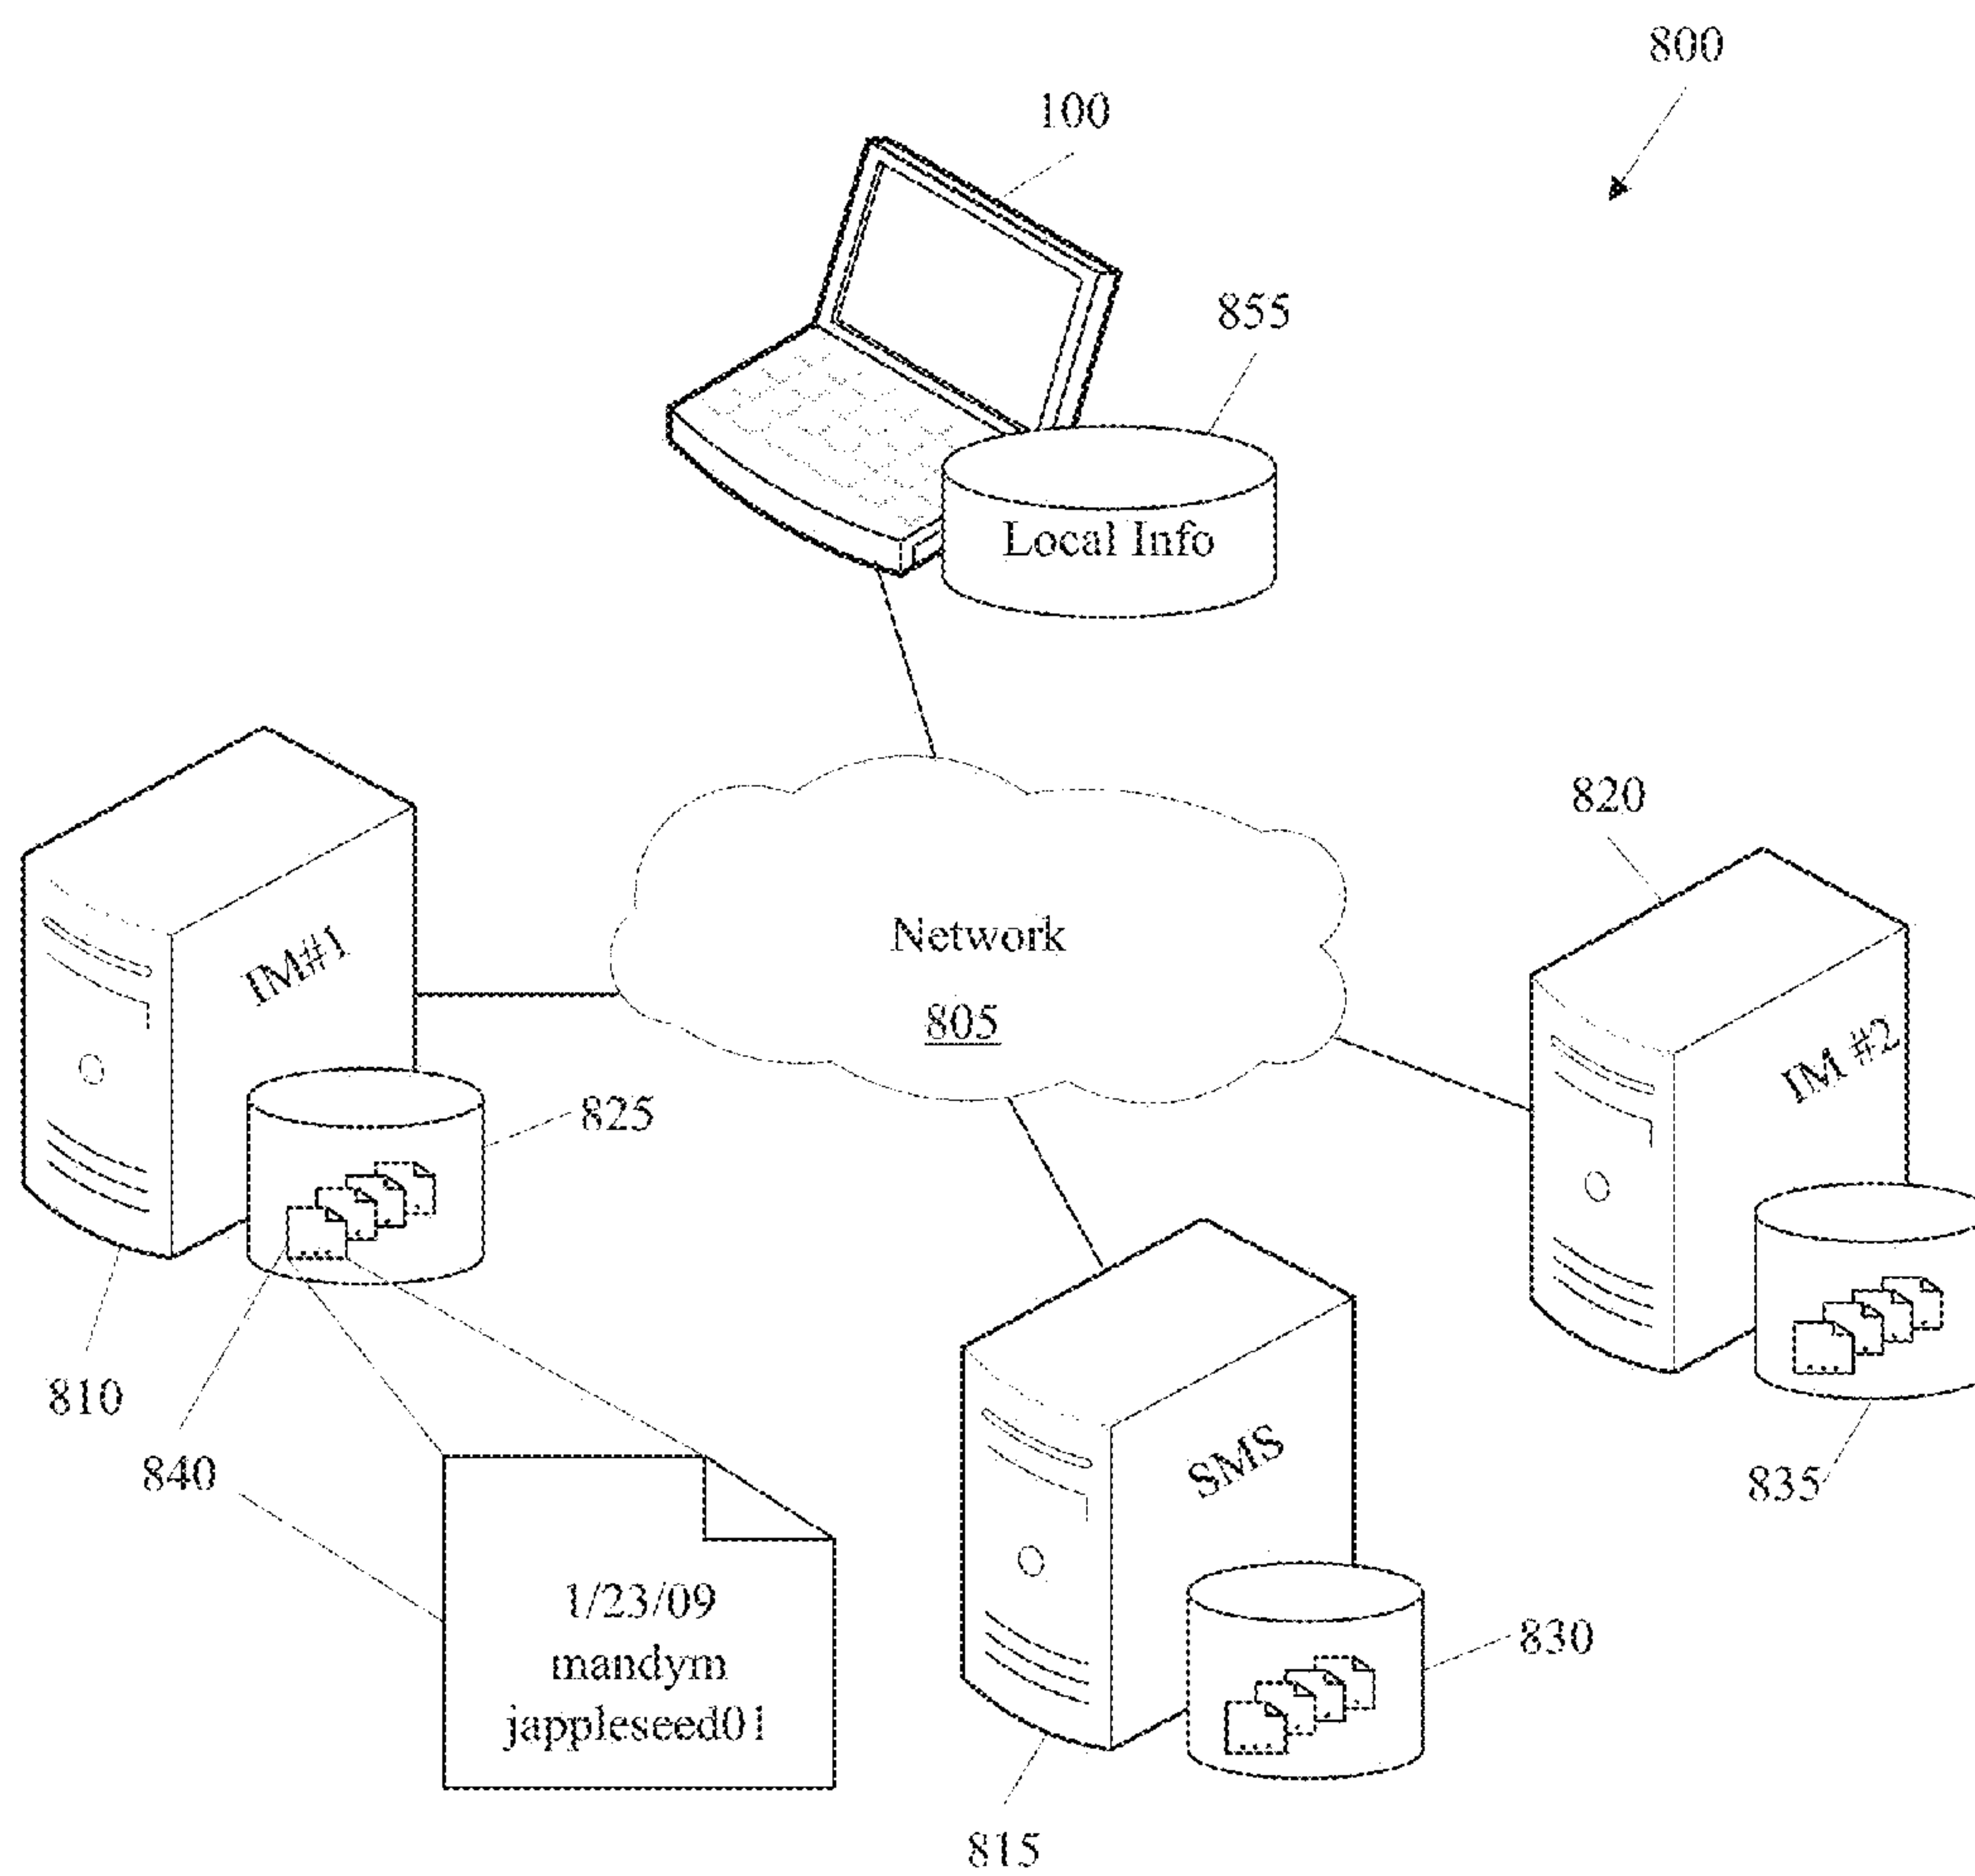 800
100
855
Local Info
820
Network
805
IM#1
IM #2
825
810
840
SMS
835
1/23/09
mandym
jappleseed01
830
815